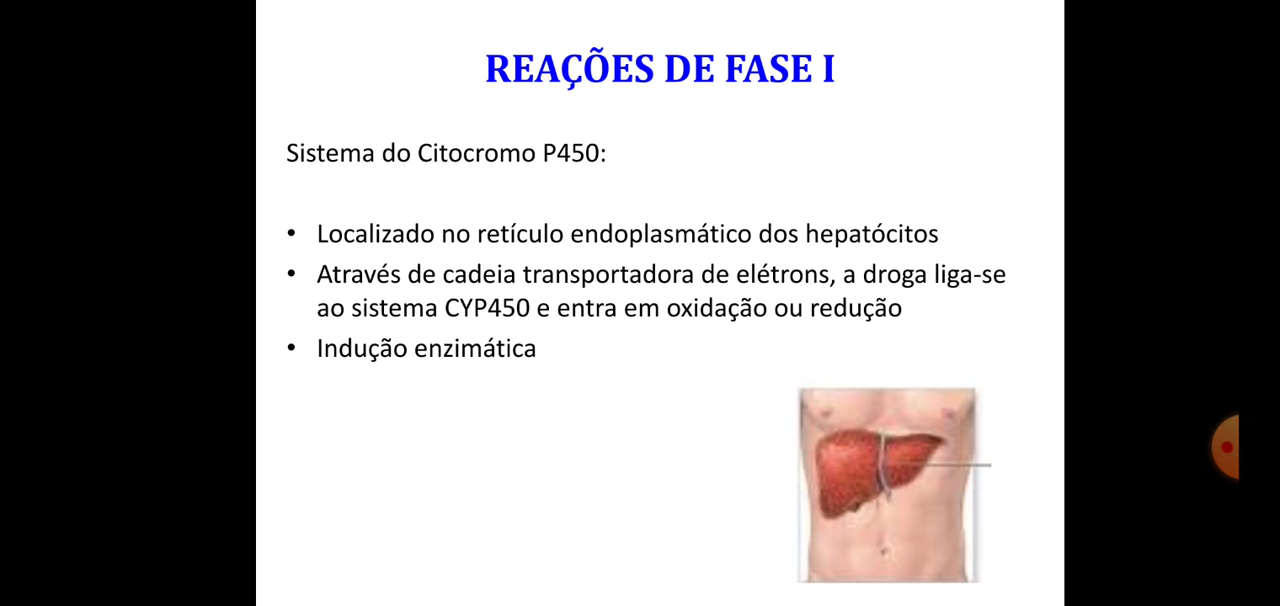 REAÇÕES DE FASE I
Sistema do Citocromo P450:
• Localizado no retículo endoplasmático dos hepatócitos
• Através de cadeia transportadora de elétrons, a droga liga-se
ao sistema CYP450 e entra em oxidação ou redução
• Indução enzimática